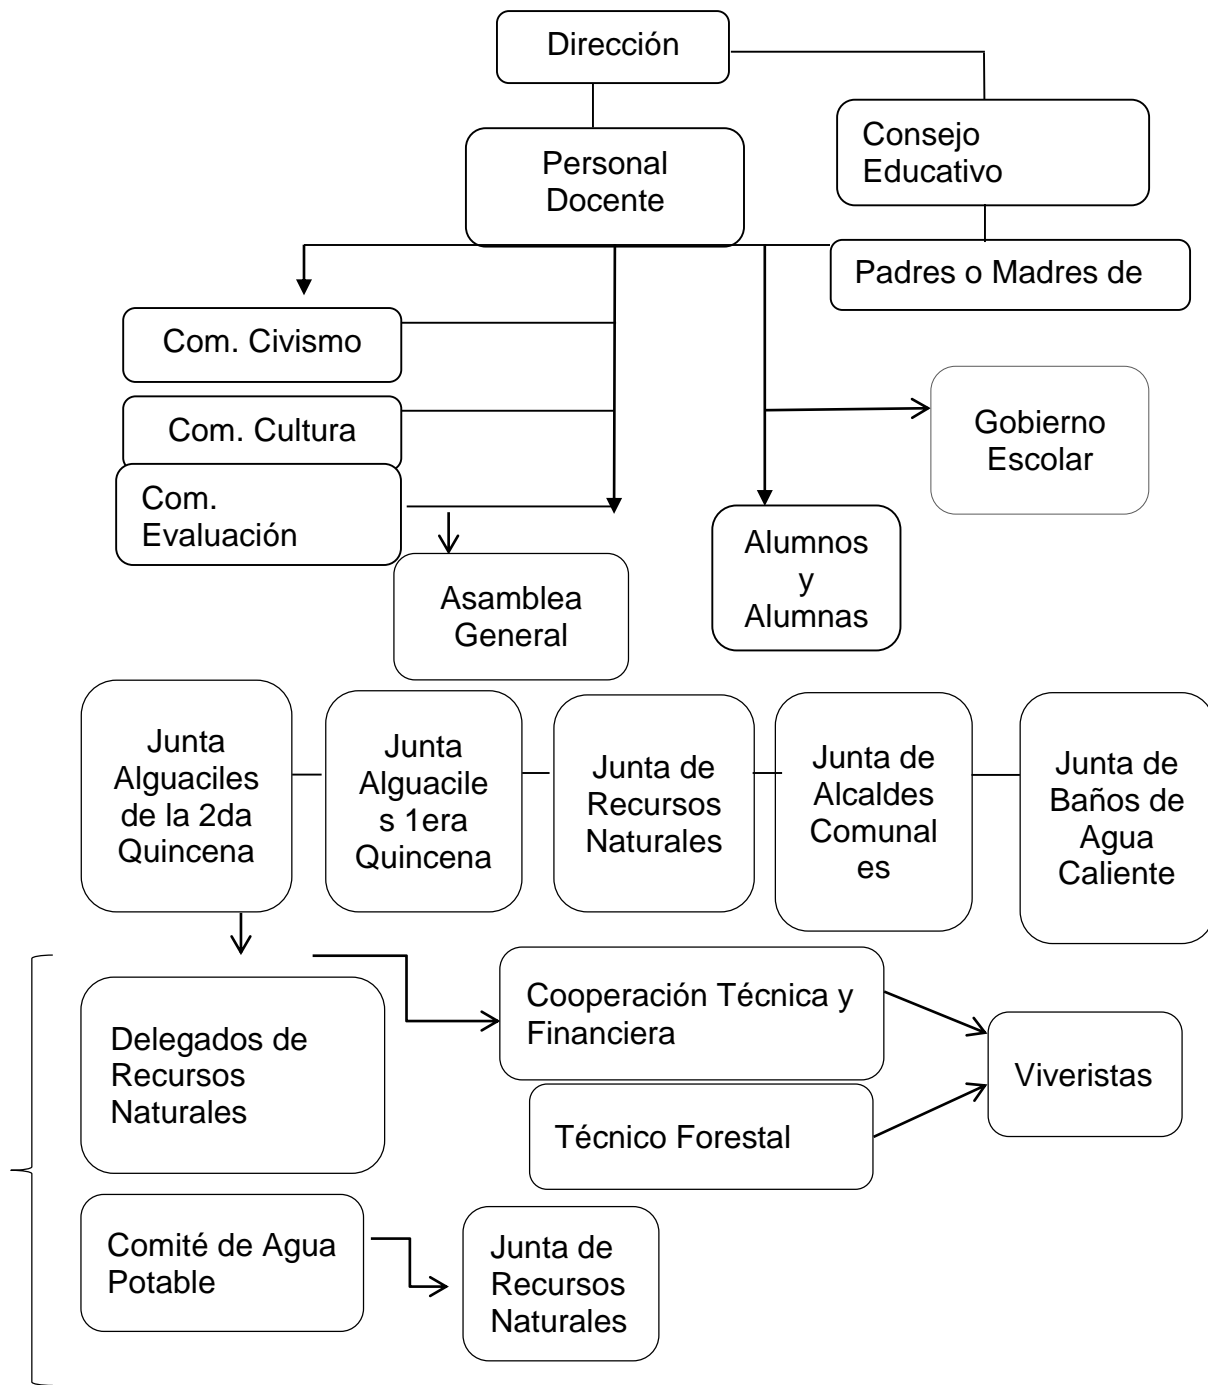 Dirección
Consejo
Educativo
Personal
Docente
Padres o Madres de
Com. Civismo
Com. Cultura
Com.
Evaluación
Gobierno
Escolar
Alumnos
y
Alumnas
Asamblea
General
Junta
Alguaciles
de la 2da
Quincena
Junta
Alguacile
s 1era
Quincena
Junta de
Recursos
Naturales
Junta de
Alcaldes
Comunal
es
Junta de
Baños de
Agua
Caliente
Delegados de
Recursos
Naturales
Cooperación Técnica y
Financiera
Viveristas
Técnico Forestal
Comité de Agua
Potable
Junta de
Recursos
Naturales